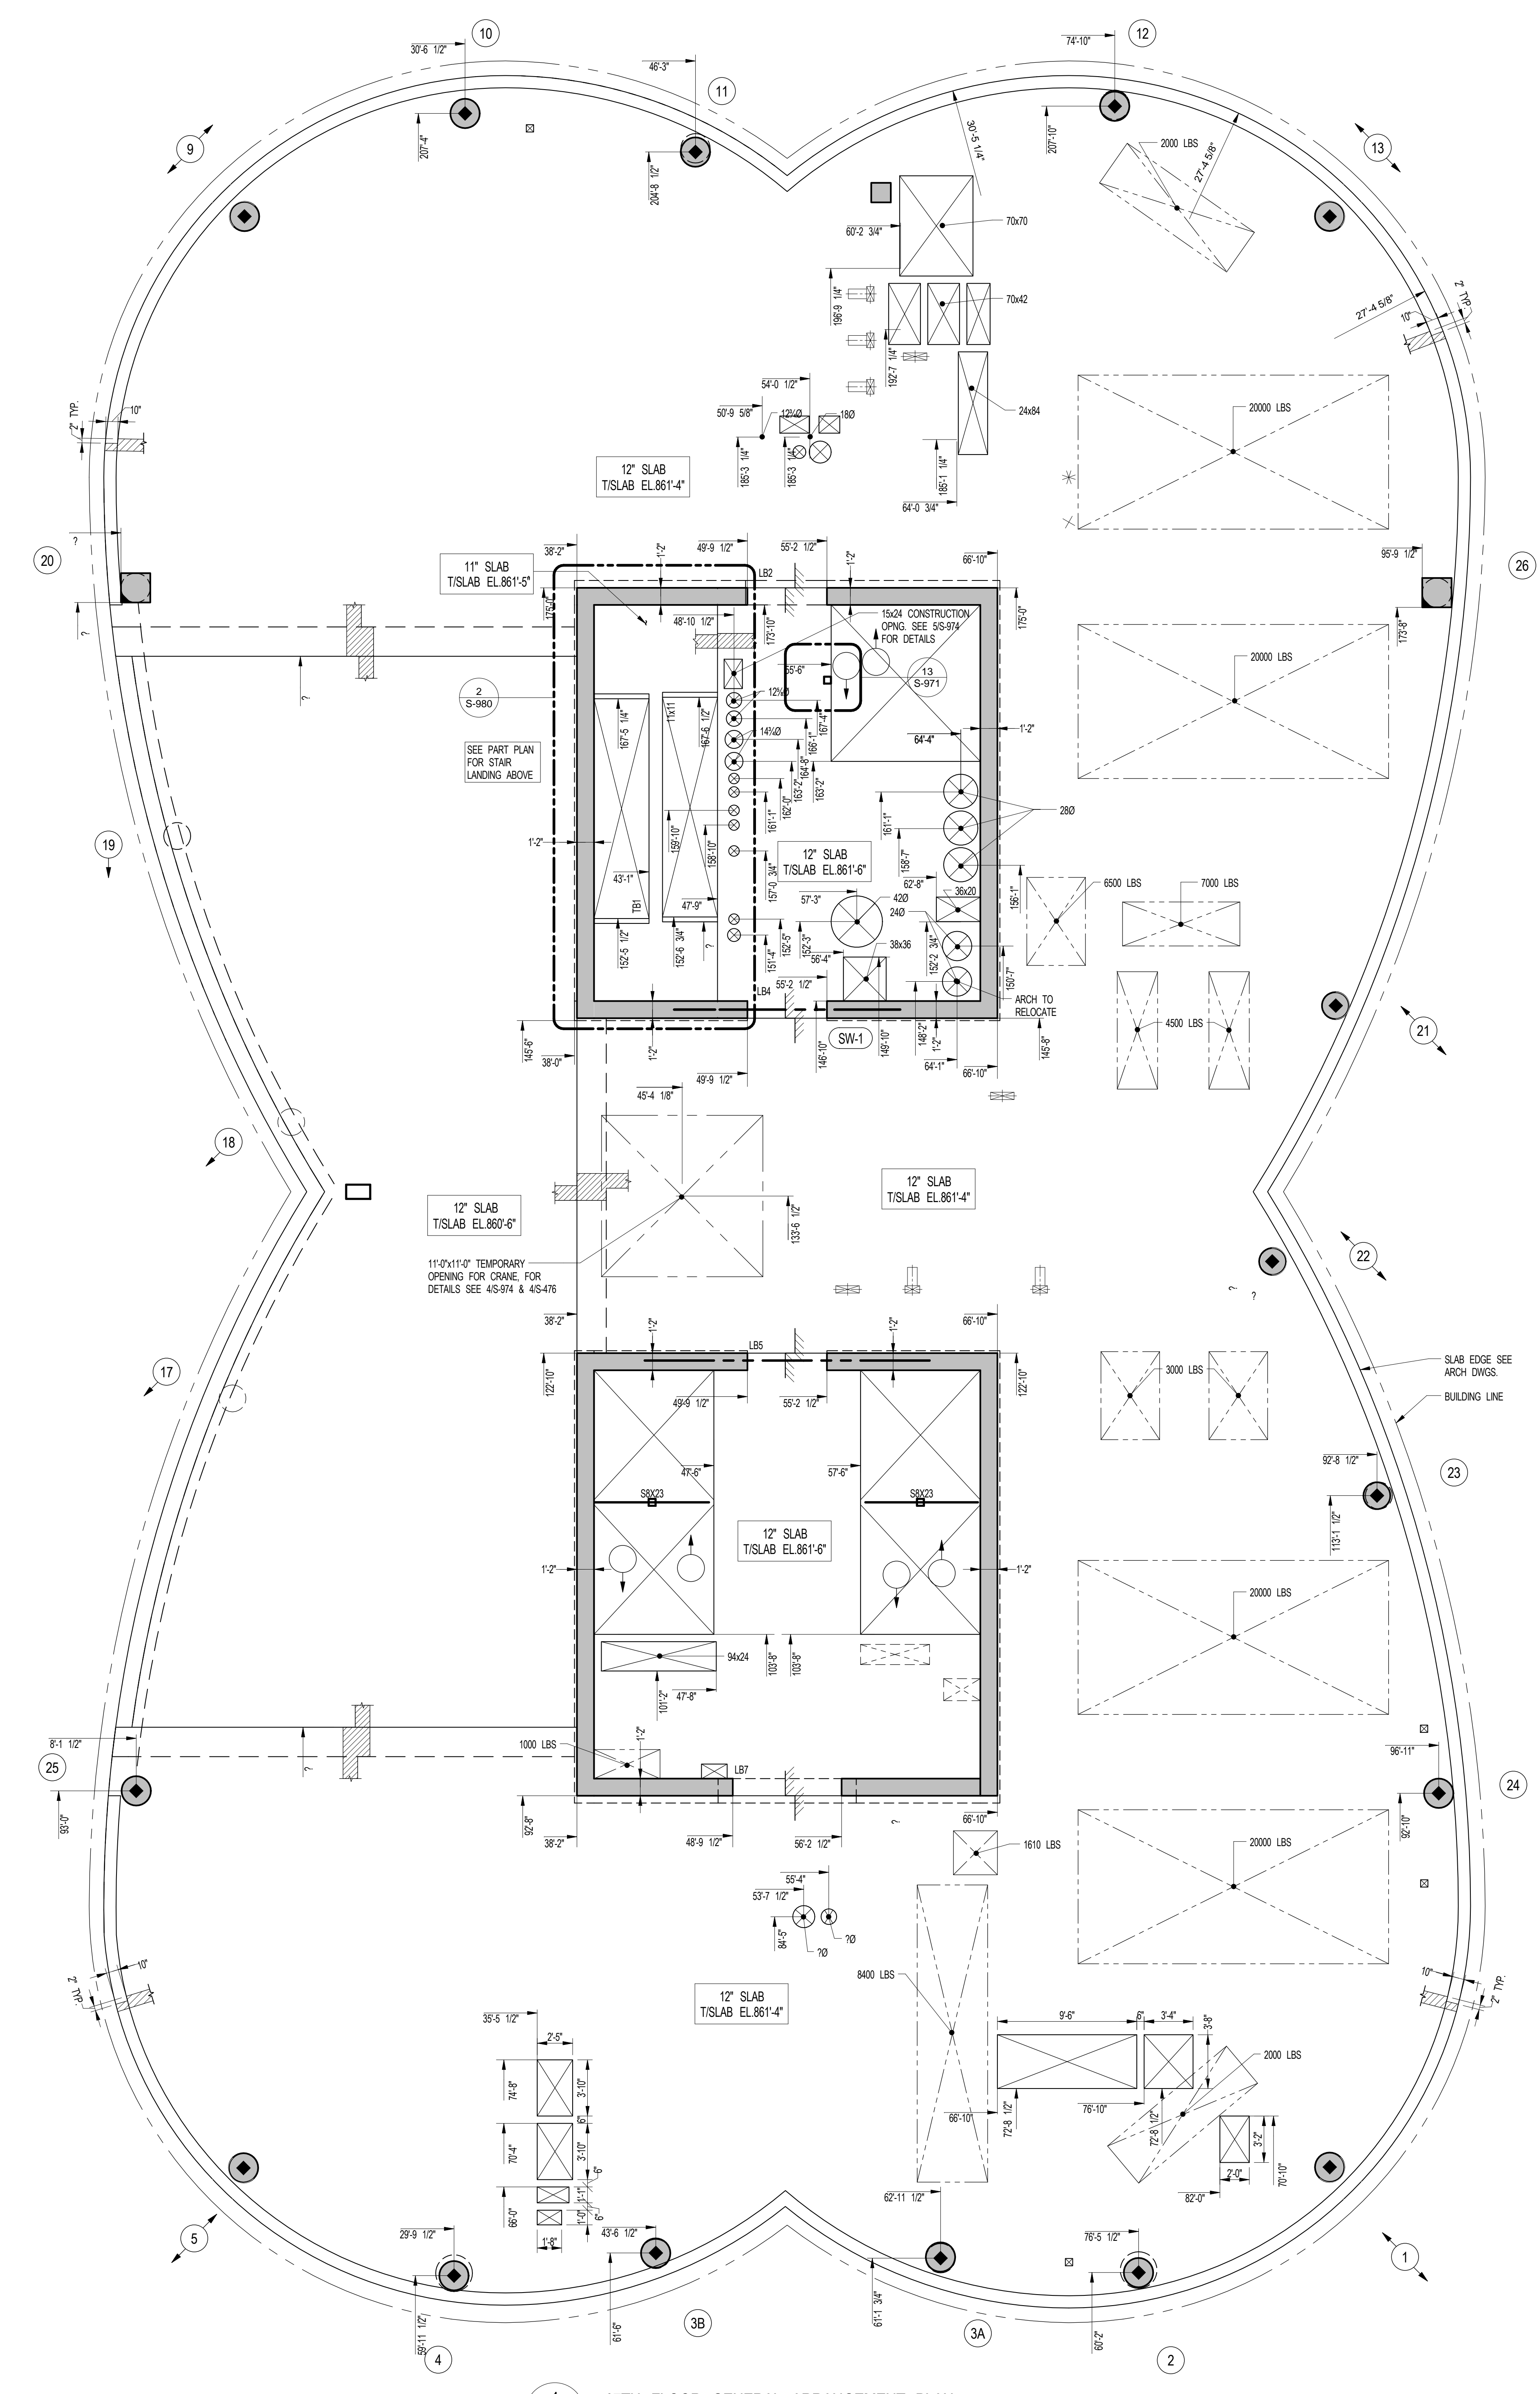 10
12
30'-6 1/2"
74'-10"
46'-3"
11
207'-4"
204'-8 1/2"
207'-10"
30'-5 1/4"
9
13
2000 LBS
27'-4 5/8"
70x70
60'-2 3/4"
196'-9 1/4"
70x42
27'-4 5/8"
2" TYP.
10"
192'-7 1/4"
54'-0 1/2"
50'-9 5/8"
12¾Ø
18Ø
24x84
20000 LBS
2" TYP.
10"
185'-3 1/4"
185'-3 1/4"
185'-1 1/4"
12" SLAB
T/SLAB EL.861'-4"
64'-0 3/4"
?
20
38'-2"
49'-9 1/2"
55'-2 1/2"
66'-10"
95'-9 1/2"
26
1'-2"
1'-2"
LB2
11" SLAB
T/SLAB EL.861'-5"
175'-0"
48'-10 1/2"
173'-10"
15x24 CONSTRUCTION
OPNG. SEE 5/S-974
FOR DETAILS
175'-0"
173'-8"
?
?
20000 LBS
55'-6"
13
S-971
2
S-980
12⅝Ø
11x11
167'-5 1/4"
167'-6 1/2"
14¾Ø
167'-4"
166'-1"
164'-8"
163'-2"
163'-2"
162'-0"
161'-1"
64'-4"
1'-2"
SEE PART PLAN
FOR STAIR
LANDING ABOVE
161'-1"
28Ø
19
1'-2"
159'-10"
158'-10"
158'-7"
12" SLAB
T/SLAB EL.861'-6"
157'-0 3/4"
156'-1"
43'-1"
47'-9"
TB1
62'-8"
36x20
6500 LBS
7000 LBS
57'-3"
42Ø
24Ø
152'-5 1/2"
152'-6 3/4"
?
152'-5"
151'-4"
152'-3"
56'-4"
38x36
152'-2 3/4"
150'-7"
55'-2 1/2"
LB4
ARCH TO
RELOCATE
4500 LBS
21
145'-6"
38'-0"
1'-2"
49'-9 1/2"
146'-10"
SW-1
149'-10"
148'-2"
1'-2"
64'-1"
66'-10"
145'-8"
45'-4 1/8"
18
12" SLAB
T/SLAB EL.860'-6"
12" SLAB
T/SLAB EL.861'-4"
133'-6 1/2"
22
11'-0"x11'-0" TEMPORARY
OPENING FOR CRANE, FOR
DETAILS SEE 4/S-974 & 4/S-476
?
?
38'-2"
66'-10"
1'-2"
LB5
1'-2"
17
122'-10"
49'-9 1/2"
55'-2 1/2"
122'-10"
3000 LBS
SLAB EDGE SEE
ARCH DWGS.
BUILDING LINE
47'-6"
57'-6"
S8X23
S8X23
92'-8 1/2"
23
12" SLAB
T/SLAB EL.861'-6"
113'-1 1/2"
1'-2"
1'-2"
20000 LBS
103'-8"
103'-8"
94x24
101'-2"
47'-8"
8'-1 1/2"
25
93'-0"
?
1000 LBS
1'-2"
LB7
96'-11"
24
92'-10"
92'-8"
38'-2"
48'-9 1/2"
56'-2 1/2"
?
66'-10"
1610 LBS
20000 LBS
55'-4"
53'-7 1/2"
84'-5"
?Ø
?Ø
8400 LBS
2" TYP.
10"
10"
2" TYP.
12" SLAB
T/SLAB EL.861'-4"
35'-5 1/2"
2'-5"
9'-6"
6"
3'-4"
3'-8"
2000 LBS
74'-8"
3'-10"
6"
66'-10"
72'-8 1/2"
76'-10"
72'-8 1/2"
70'-4"
3'-10"
6"
3'-2"
2'-0"
70'-10"
82'-0"
66'-0"
1'-1"
6"
1'-0"
1'-8"
5
29'-9 1/2"
43'-6 1/2"
62'-11 1/2"
76'-5 1/2"
1
59'-11 1/2"
61'-6"
61'-1 3/4"
60'-2"
3B
3A
4
2